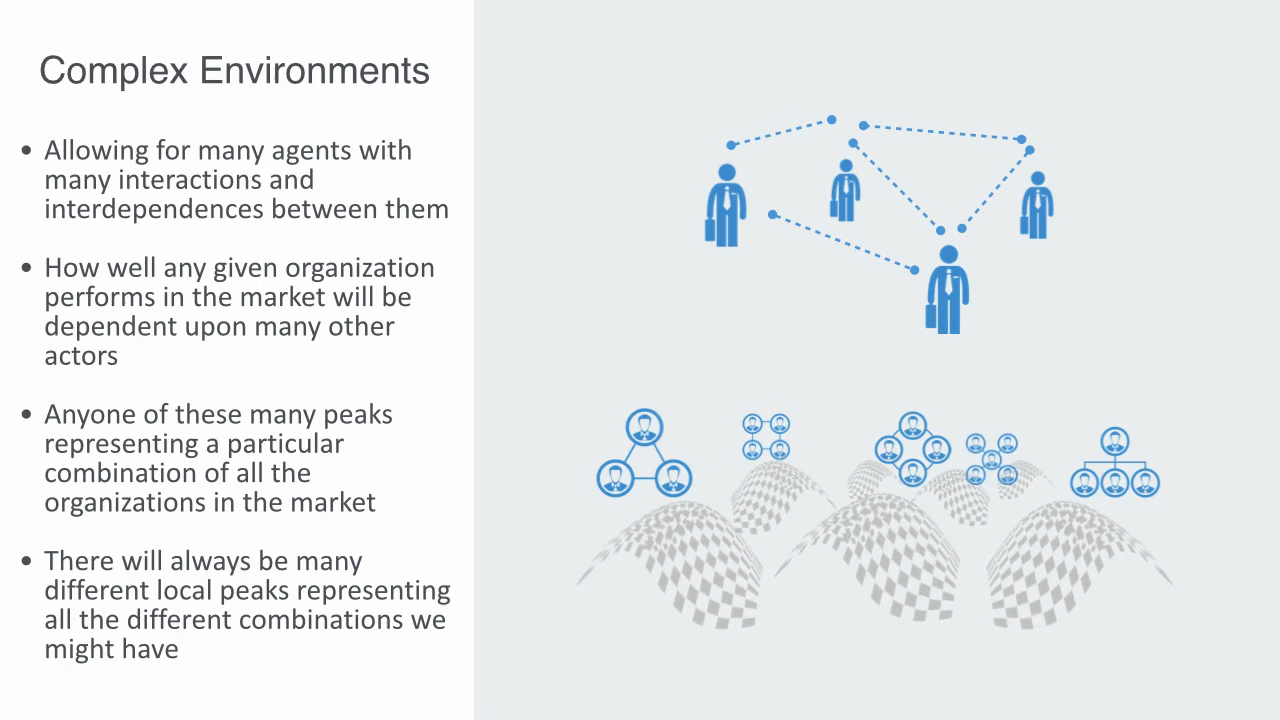 Complex Environments
• Allowing for many agents with
many interactions and
interdependences between them
• How well any given organization
performs in the market will be
dependent upon many other
actors
• Anyone of these many peaks
representing a particular
combination of all the
organizations in the market
• There will always be many
different local peaks representing
all the different combinations we
might have